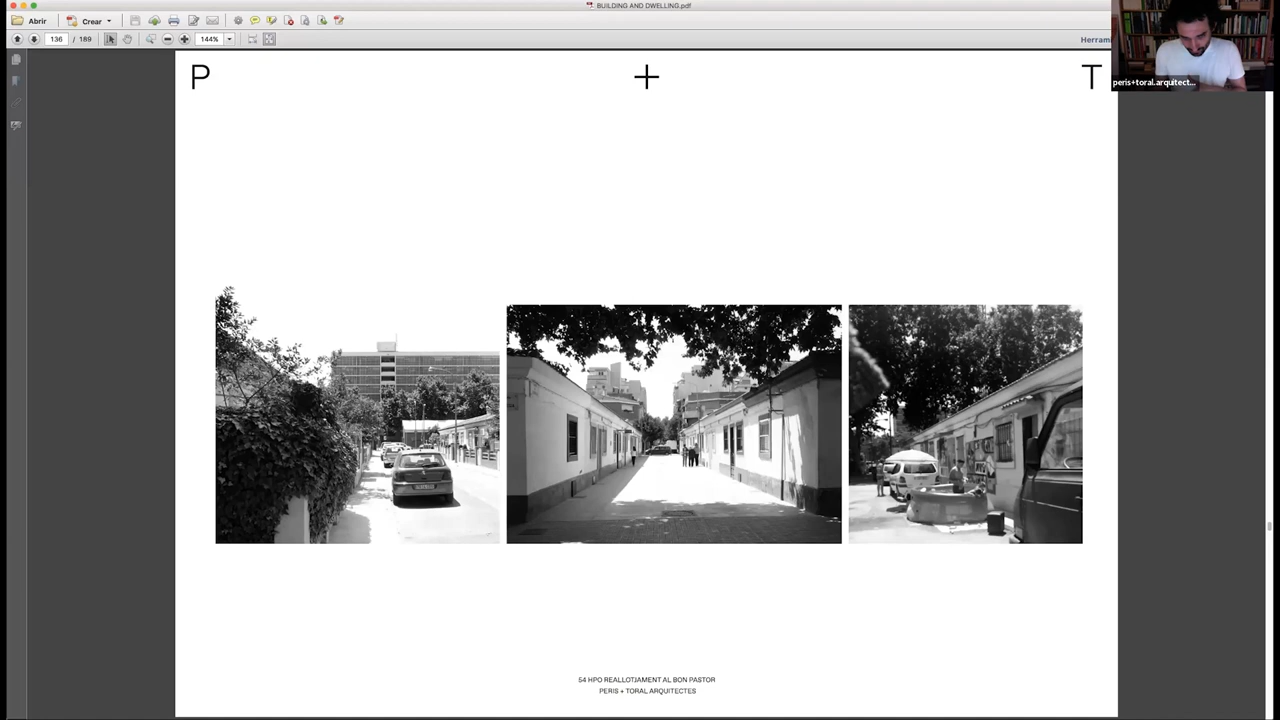 BUILDING AND DWELLING.pdf
Abrir
Crear
136 / 189
144%
Herrami
P + T
peris+toral.arquitect...
54 HPO REALLOTJAMENT AL BON PASTOR
PERIS + TORAL ARQUITECTES